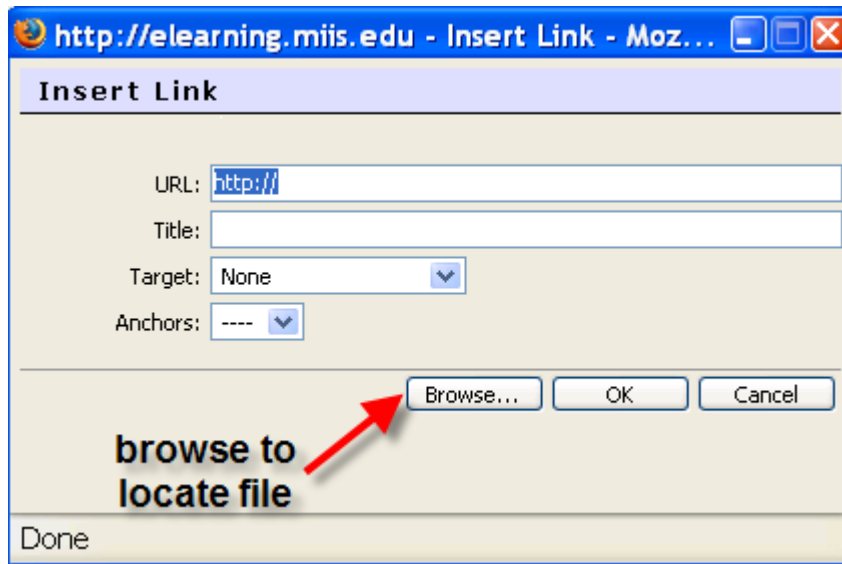 http://elearning.miis.edu - Insert Link - Moz...
Insert Link
URL: http://
Title:
Target: None
Anchors: ----
Browse... OK Cancel
browse to
locate file
Done